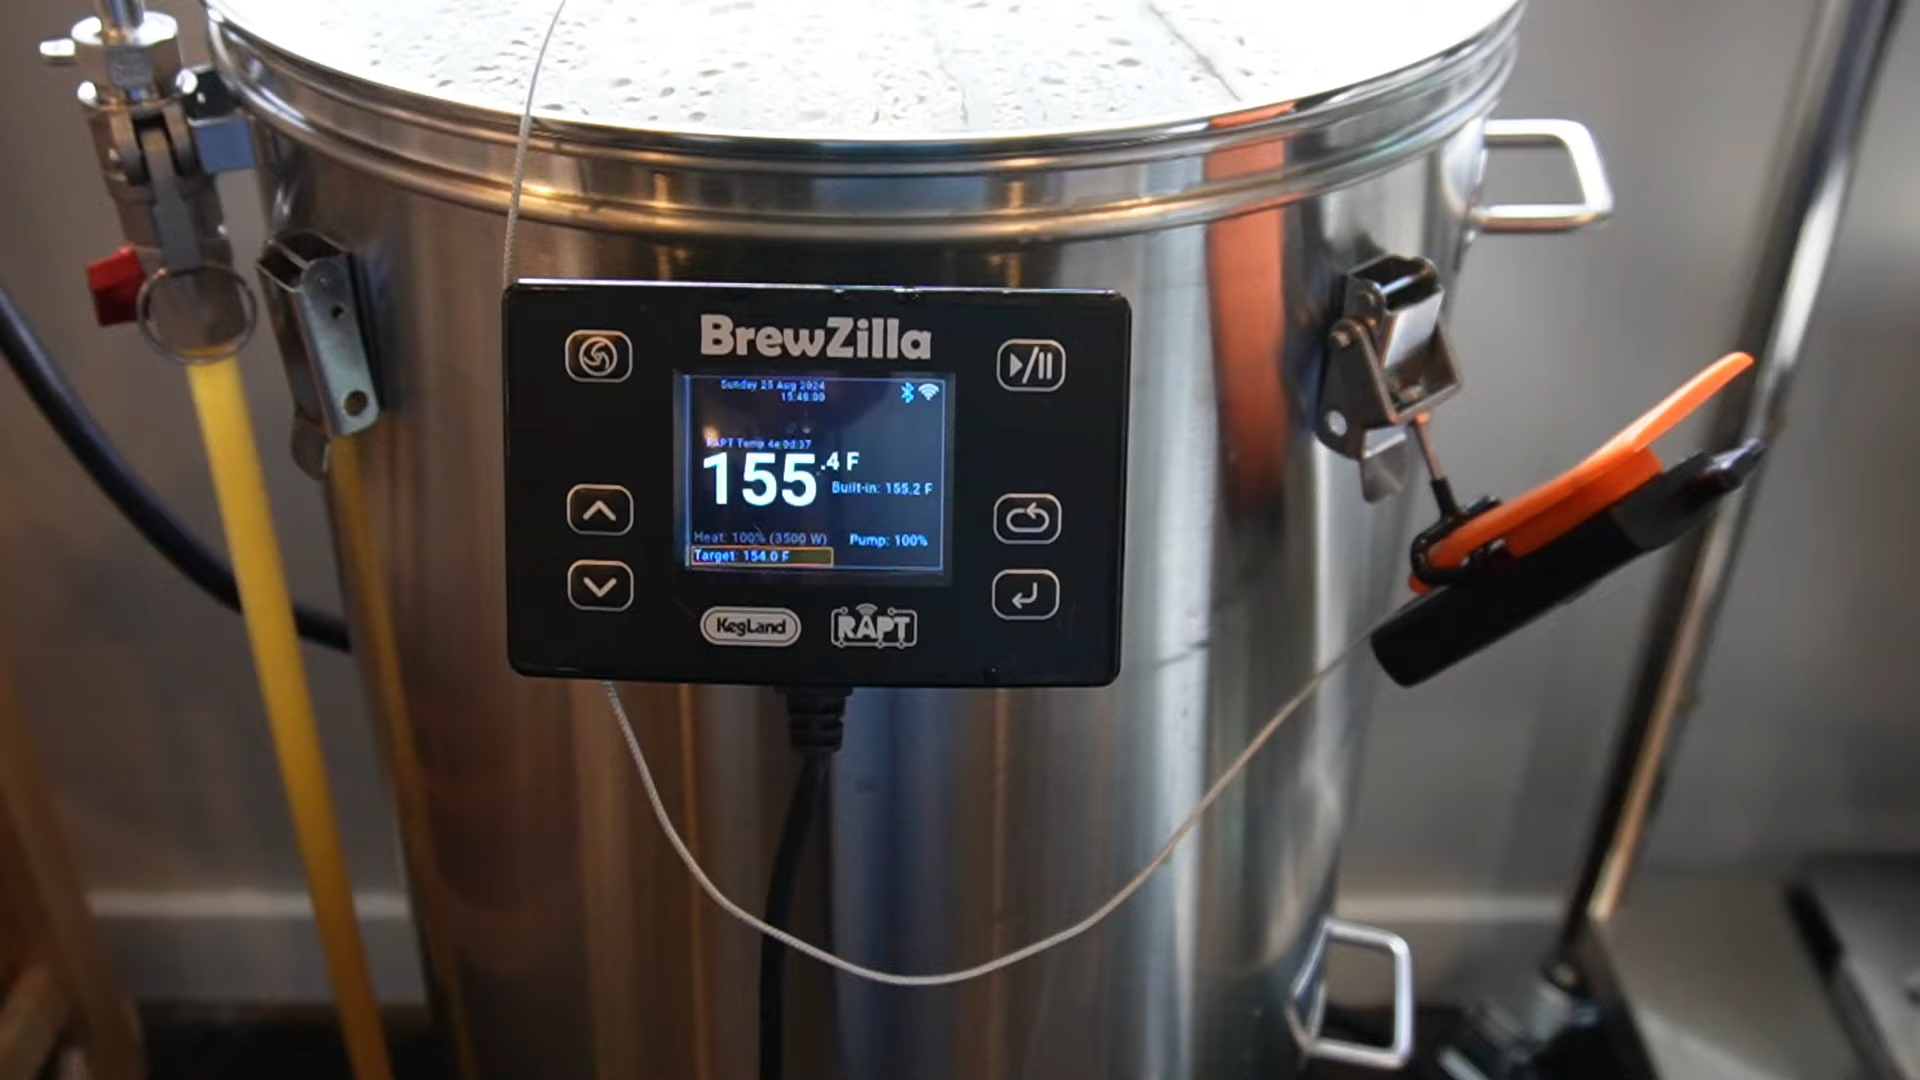 BrewZilla
Sunday 25 Aug 2024
15:48:00
RAPT Temp
155.4 F
Built-in: 155.2 F
Heat: 100% (3500 W)
Pump: 100%
Target: 154.0 F
KegLand
RAPT